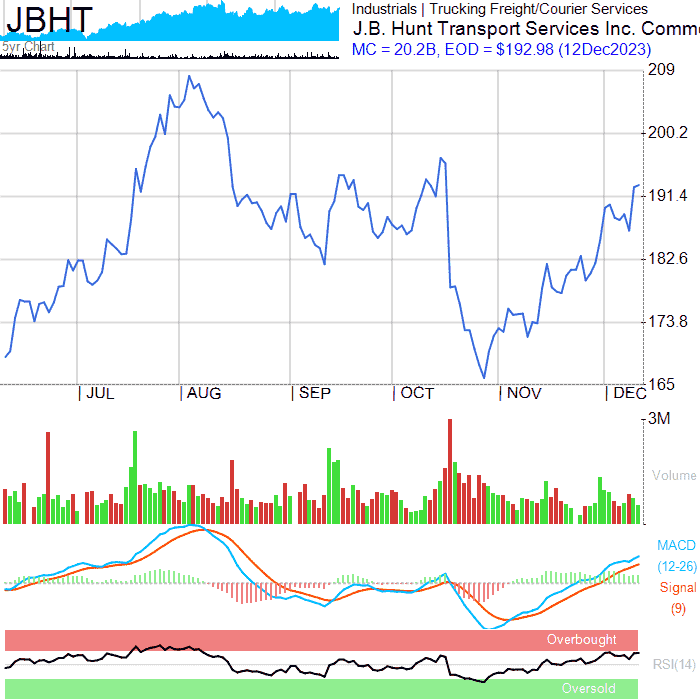 JBHT
5yr Chart
Industrials | Trucking Freight/Courier Services
J.B. Hunt Transport Services Inc. Comm
MC = 20.2B, EOD = $192.98 (12Dec2023)
209
200.2
191.4
182.6
173.8
165
JUL AUG SEP OCT NOV DEC
3M
Volume
MACD
(12-26)
Signal
(9)
Overbought
RSI(14)
Oversold